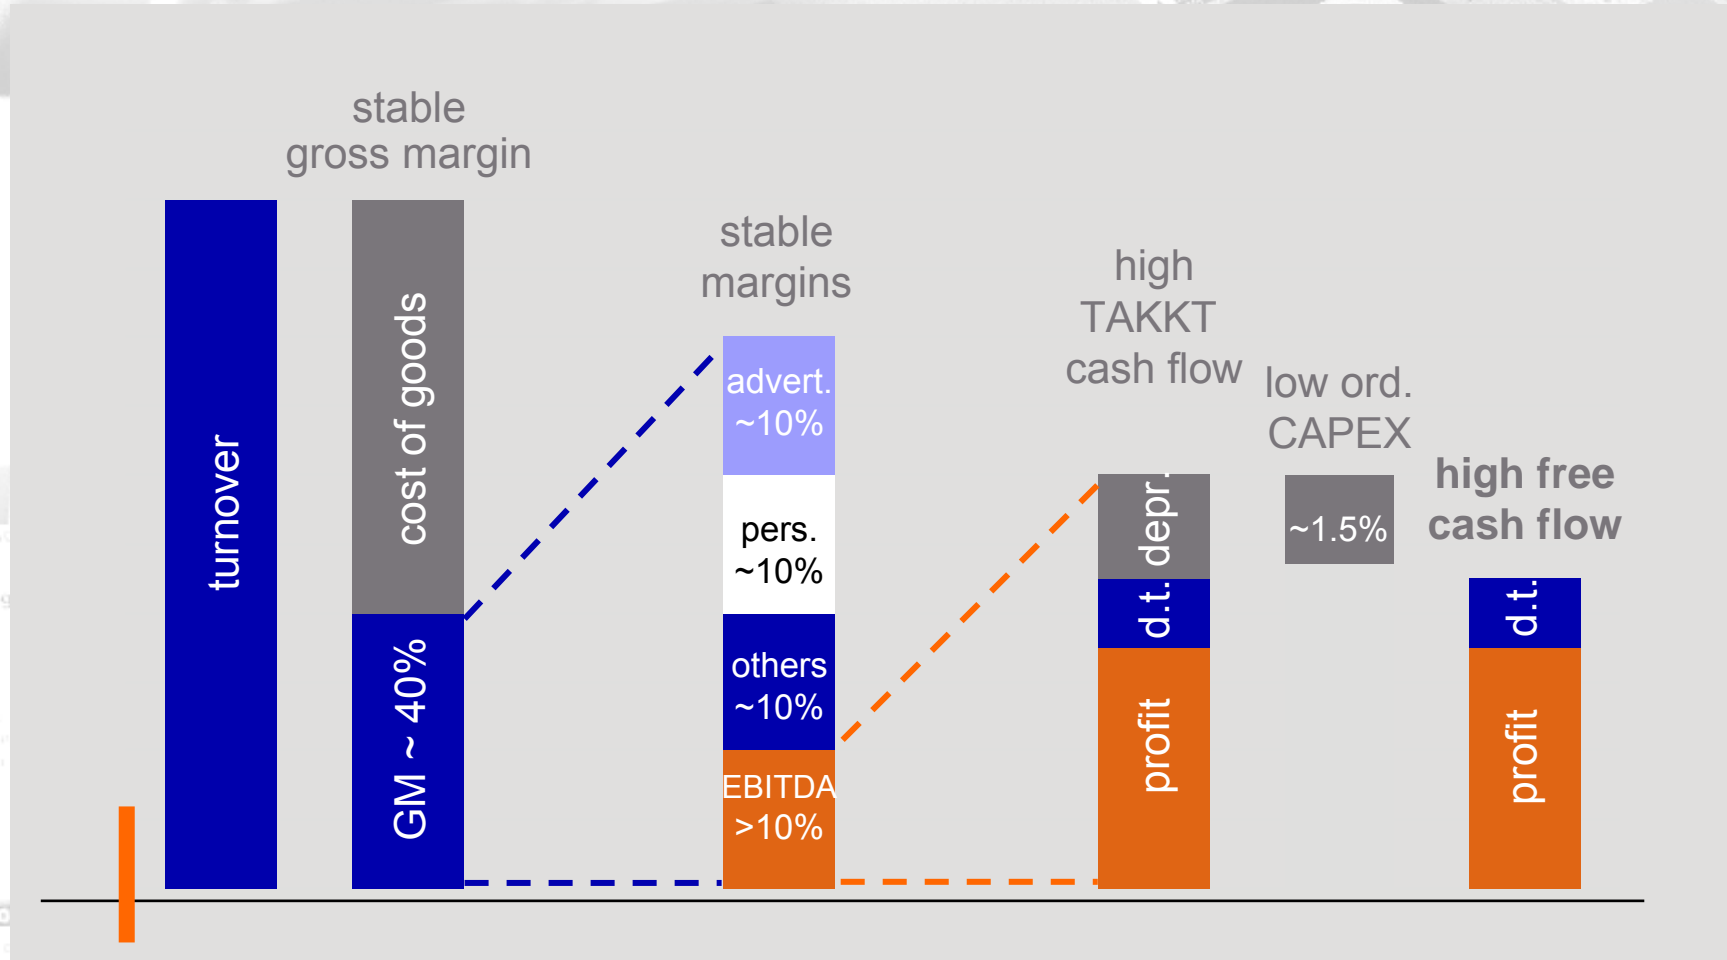 stable
gross margin
turnover
cost of goods
GM ~ 40%
stable
margins
advert.
~10%
pers.
~10%
others
~10%
EBITDA
>10%
high
TAKKT
cash flow
depr.
d.t.
profit
low ord.
CAPEX
~1.5%
high free
cash flow
d.t.
profit